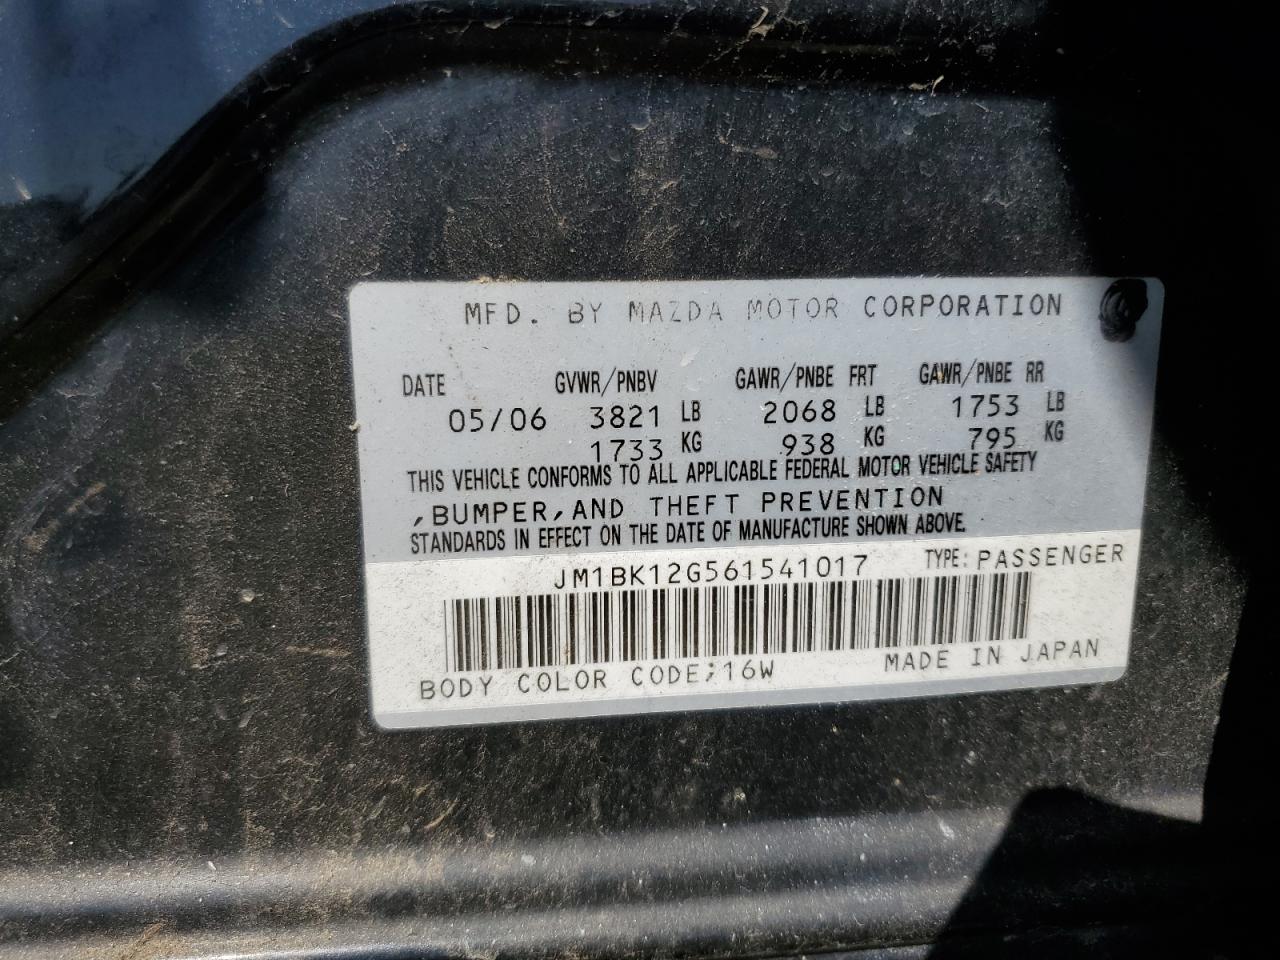 MFD. BY MAZDA MOTOR CORPORATION
DATE GVWR/PNBV GAWR/PNBE FRT GAWR/PNBE RR
05/06 3821 LB 2068 LB 1753 LB
1733 KG 938 KG 795 KG
THIS VEHICLE CONFORMS TO ALL APPLICABLE FEDERAL MOTOR VEHICLE SAFETY
,BUMPER,AND THEFT PREVENTION
STANDARDS IN EFFECT ON THE DATE OF MANUFACTURE SHOWN ABOVE.
JM1BK12G561541017 TYPE: PASSENGER
BODY COLOR CODE;16W MADE IN JAPAN